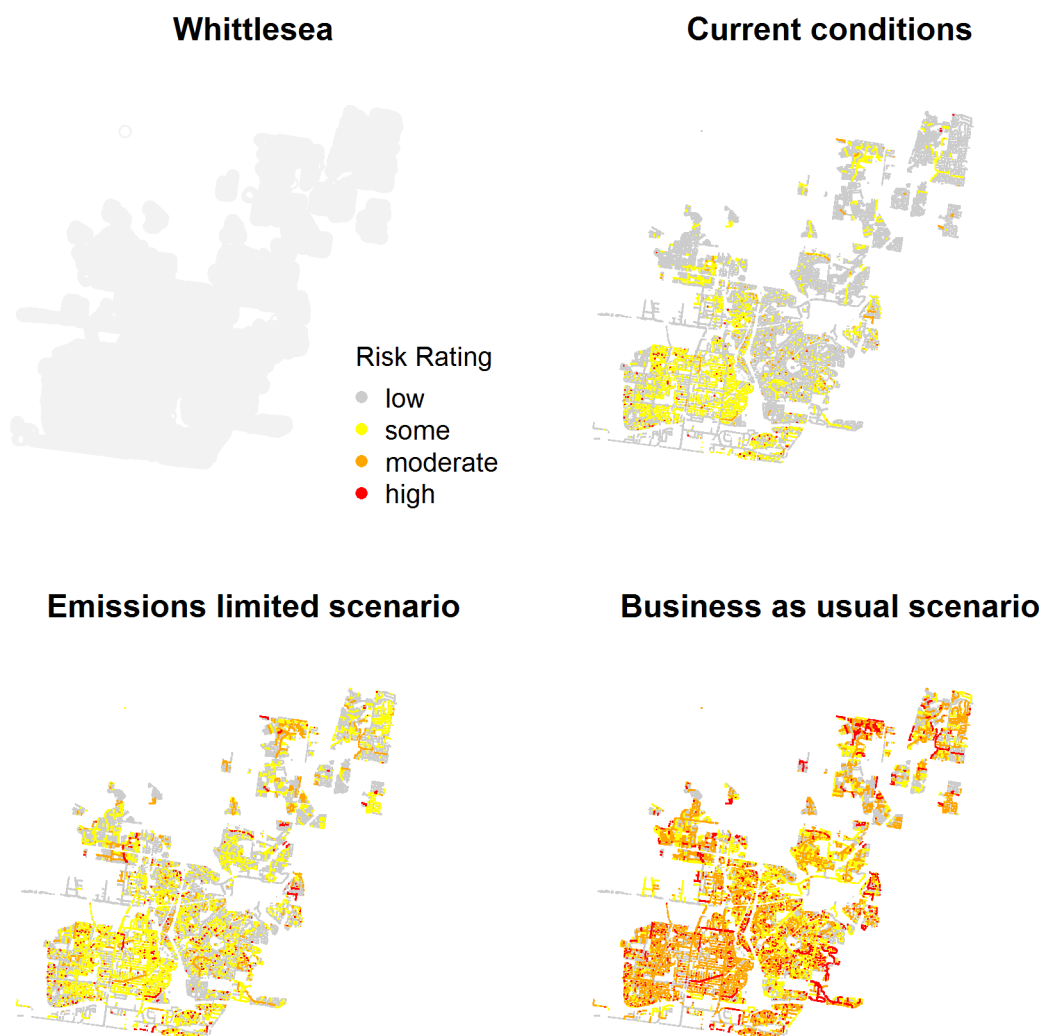 Whittlesea
Current conditions
Risk Rating
low
some
moderate
high
Emissions limited scenario
Business as usual scenario